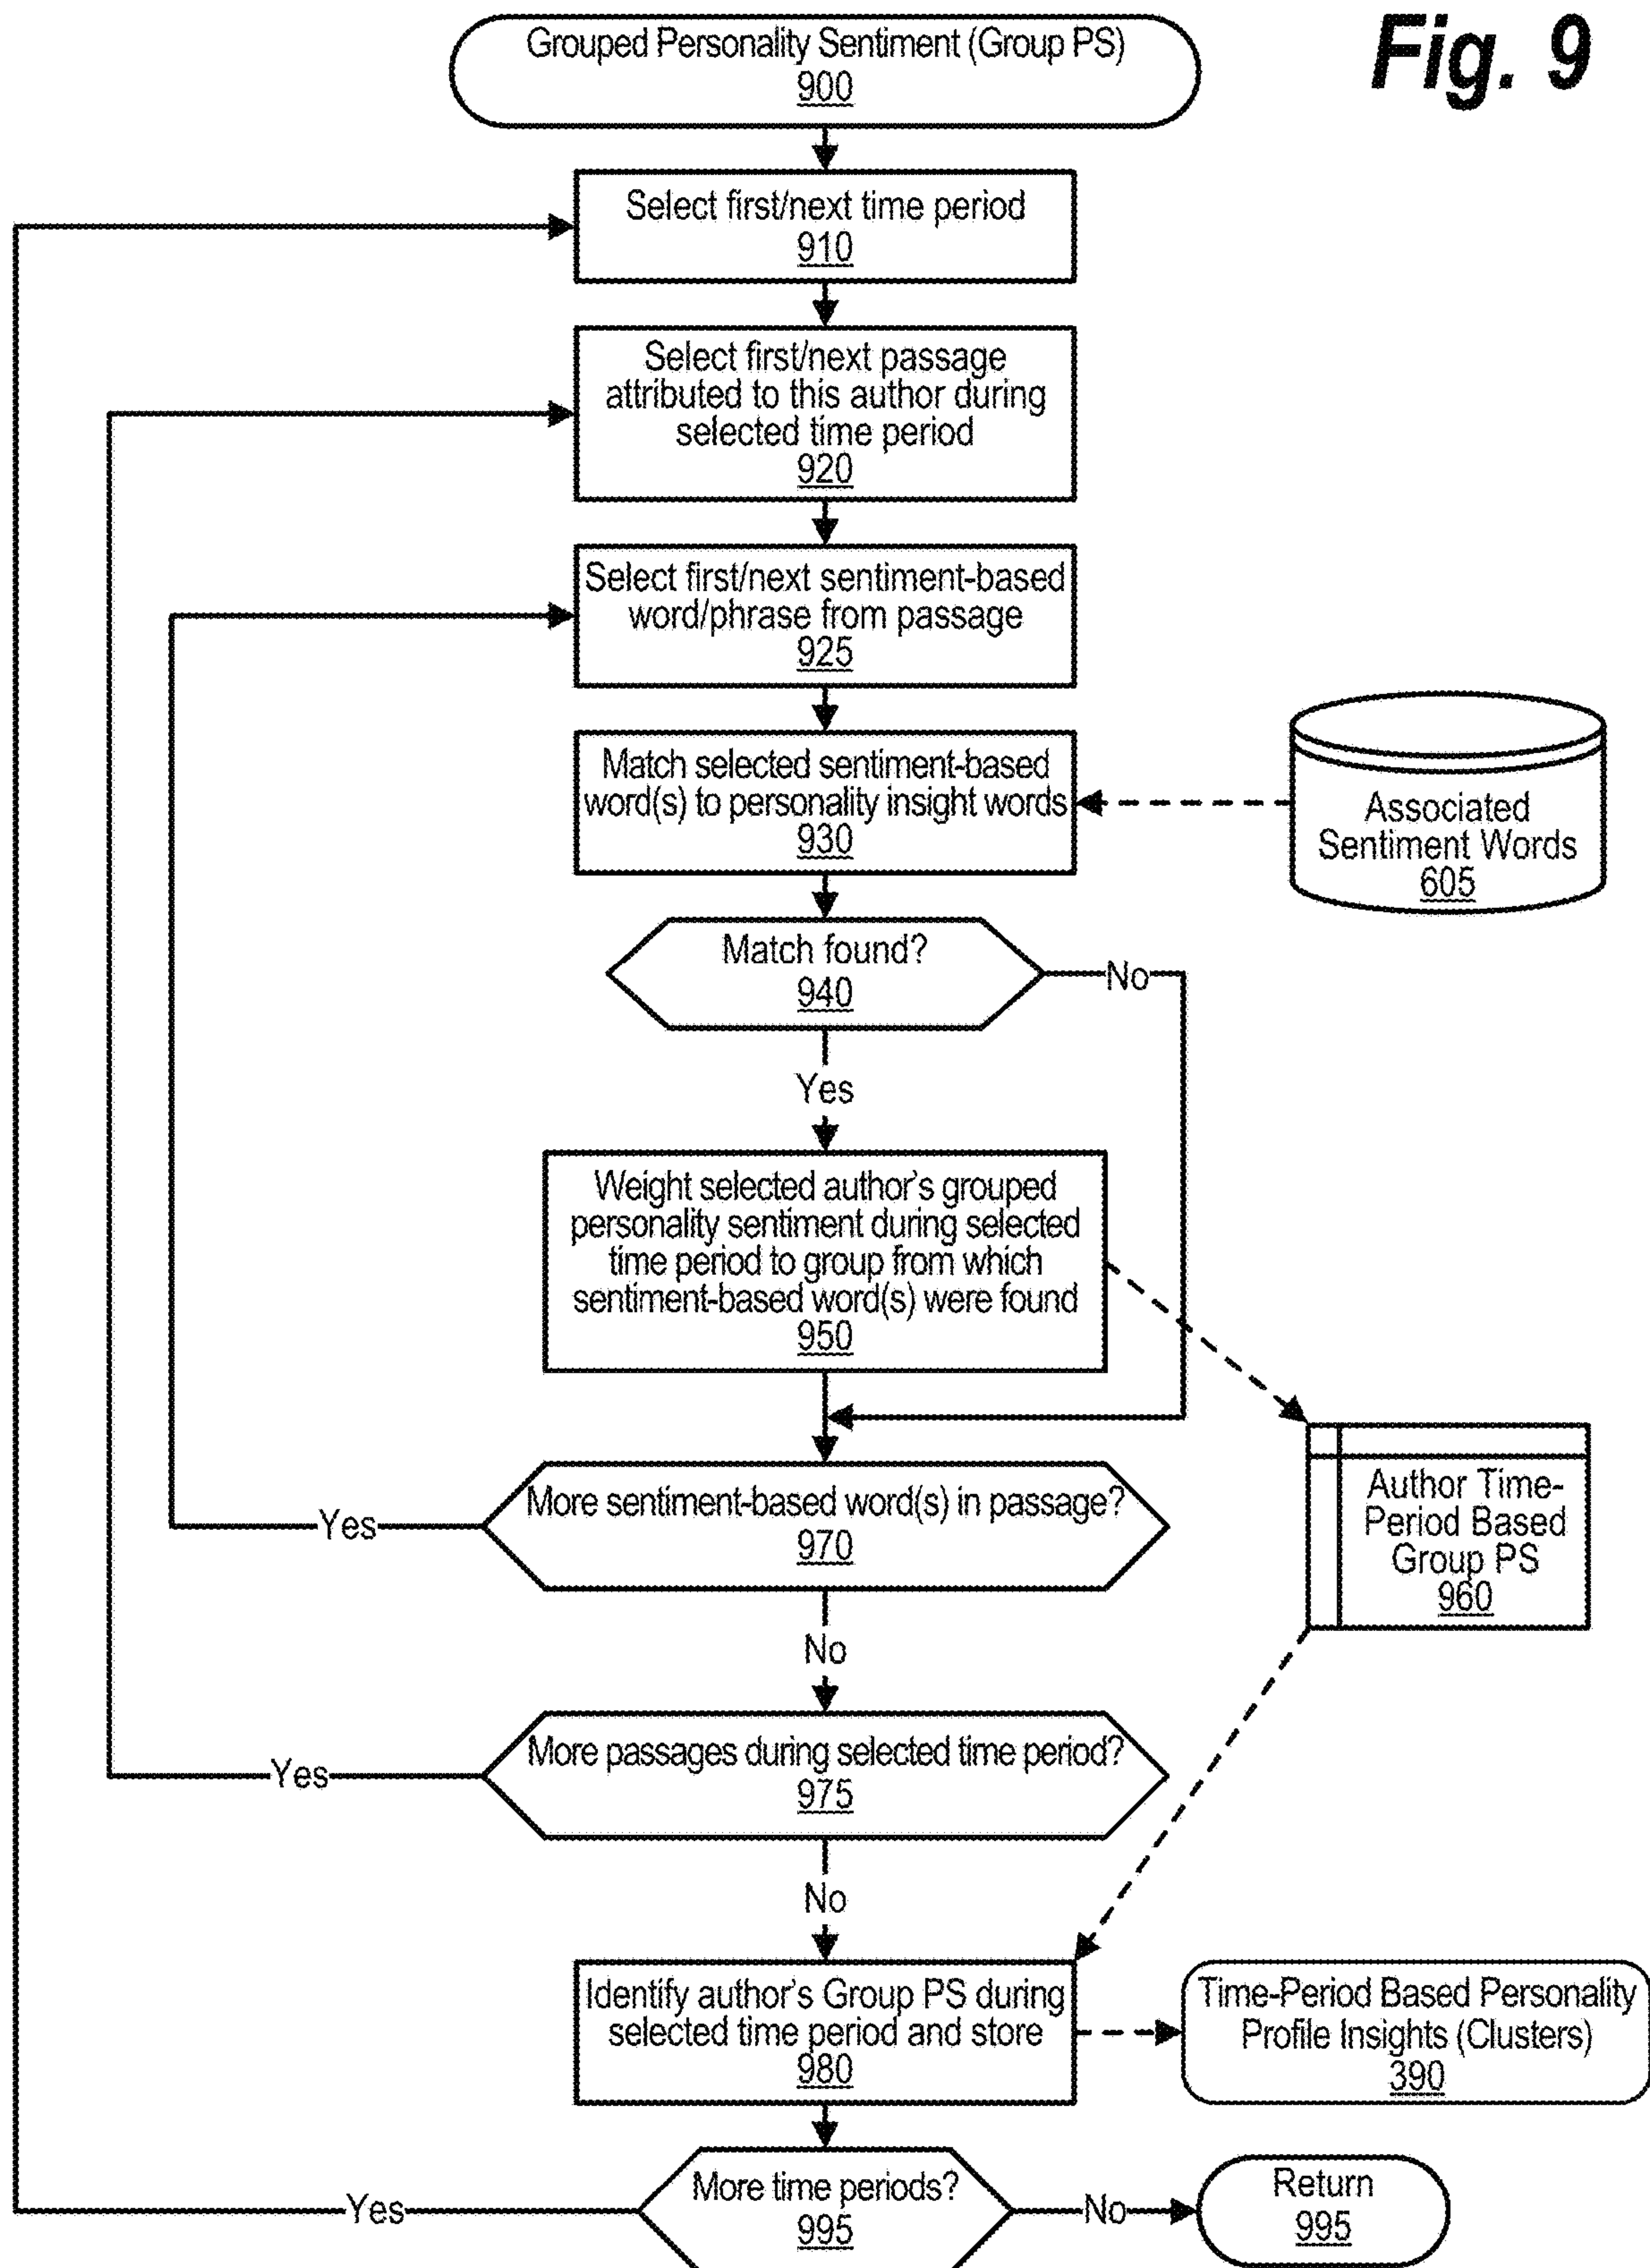 Fig. 9
Grouped Personality Sentiment (Group PS)
900
Select first/next time period
910
Select first/next passage
attributed to this author during
selected time period
920
Select first/next sentiment-based
word/phrase from passage
925
Match selected sentiment-based
word(s) to personality insight words
930
Associated
Sentiment Words
605
Match found?
940
No
Yes
Weight selected author's grouped
personality sentiment during selected
time period to group from which
sentiment-based word(s) were found
950
Author Time-
Period Based
Group PS
960
More sentiment-based word(s) in passage?
970
Yes
No
More passages during selected time period?
975
Yes
No
Identify author's Group PS during
selected time period and store
980
Time-Period Based Personality
Profile Insights (Clusters)
390
More time periods?
995
Yes
No
Return
995